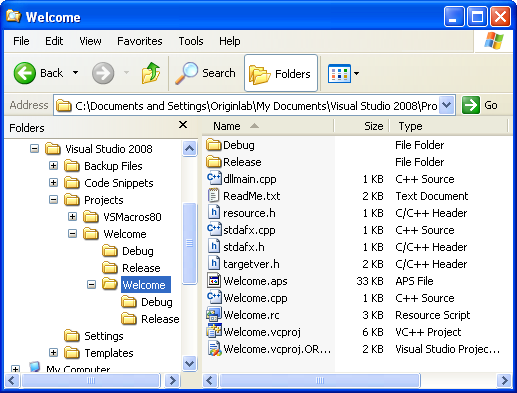 Welcome
File Edit View Favorites Tools Help
Back Search Folders
Address C:\Documents and Settings\Originlab\My Documents\Visual Studio 2008\Pro Go
Folders
Visual Studio 2008
Backup Files
Code Snippets
Projects
VSMacros80
Welcome
Debug
Release
Welcome
Debug
Release
Settings
Templates
My Computer
Name Size Type
Debug File Folder
Release File Folder
dllmain.cpp 1 KB C++ Source
ReadMe.txt 2 KB Text Document
resource.h 1 KB C/C++ Header
stdafx.cpp 1 KB C++ Source
stdafx.h 1 KB C/C++ Header
targetver.h 2 KB C/C++ Header
Welcome.aps 33 KB APS File
Welcome.cpp 1 KB C++ Source
Welcome.rc 3 KB Resource Script
Welcome.vcproj 6 KB VC++ Project
Welcome.vcproj.OR... 2 KB Visual Studio Projec...